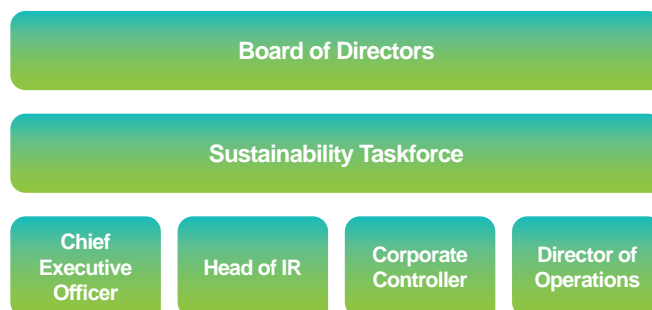 Board of Directors
Sustainability Taskforce
Chief
Executive
Officer
Head of IR
Corporate
Controller
Director of
Operations